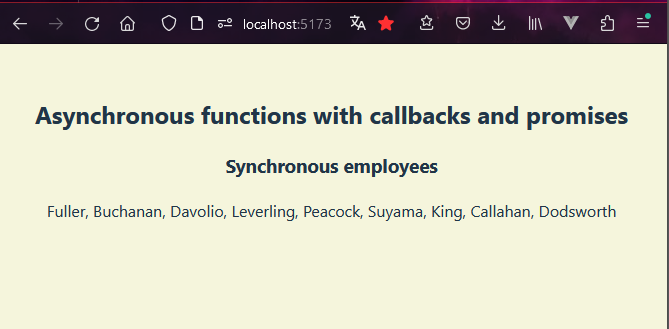 localhost:5173
Asynchronous functions with callbacks and promises
Synchronous employees
Fuller, Buchanan, Davolio, Leverling, Peacock, Suyama, King, Callahan, Dodsworth